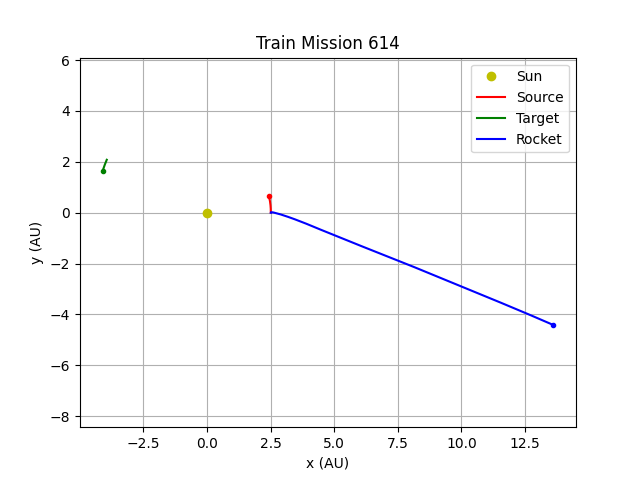 Train Mission 614
Sun
Source
Target
Rocket
6
4
2
0
−2
−4
−6
−8
y (AU)
−2.5 0.0 2.5 5.0 7.5 10.0 12.5
x (AU)